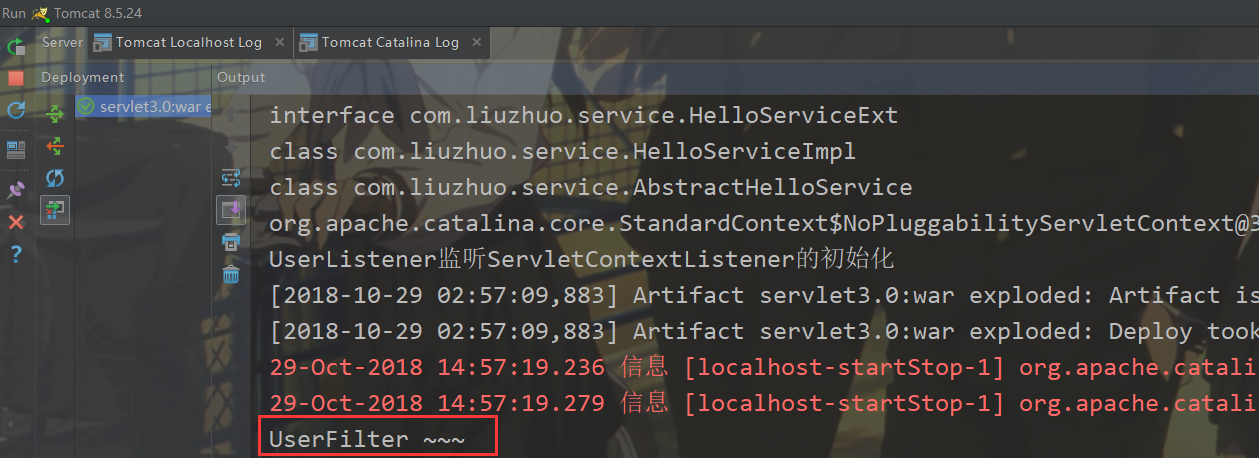 Run Tomcat 8.5.24
Server Tomcat Localhost Log × Tomcat Catalina Log ×
Deployment Output
servlet3.0:war e
interface com.liuzhuo.service.HelloServiceExt
class com.liuzhuo.service.HelloServiceImpl
class com.liuzhuo.service.AbstractHelloService
org.apache.catalina.core.StandardContext$NoPluggabilityServletContext@3
UserListener监听ServletContextListener的初始化
[2018-10-29 02:57:09,883] Artifact servlet3.0:war exploded: Artifact is
[2018-10-29 02:57:09,883] Artifact servlet3.0:war exploded: Deploy took
29-Oct-2018 14:57:19.236 信息 [localhost-startStop-1] org.apache.catali
29-Oct-2018 14:57:19.279 信息 [localhost-startStop-1] org.apache.catali
UserFilter ~~~